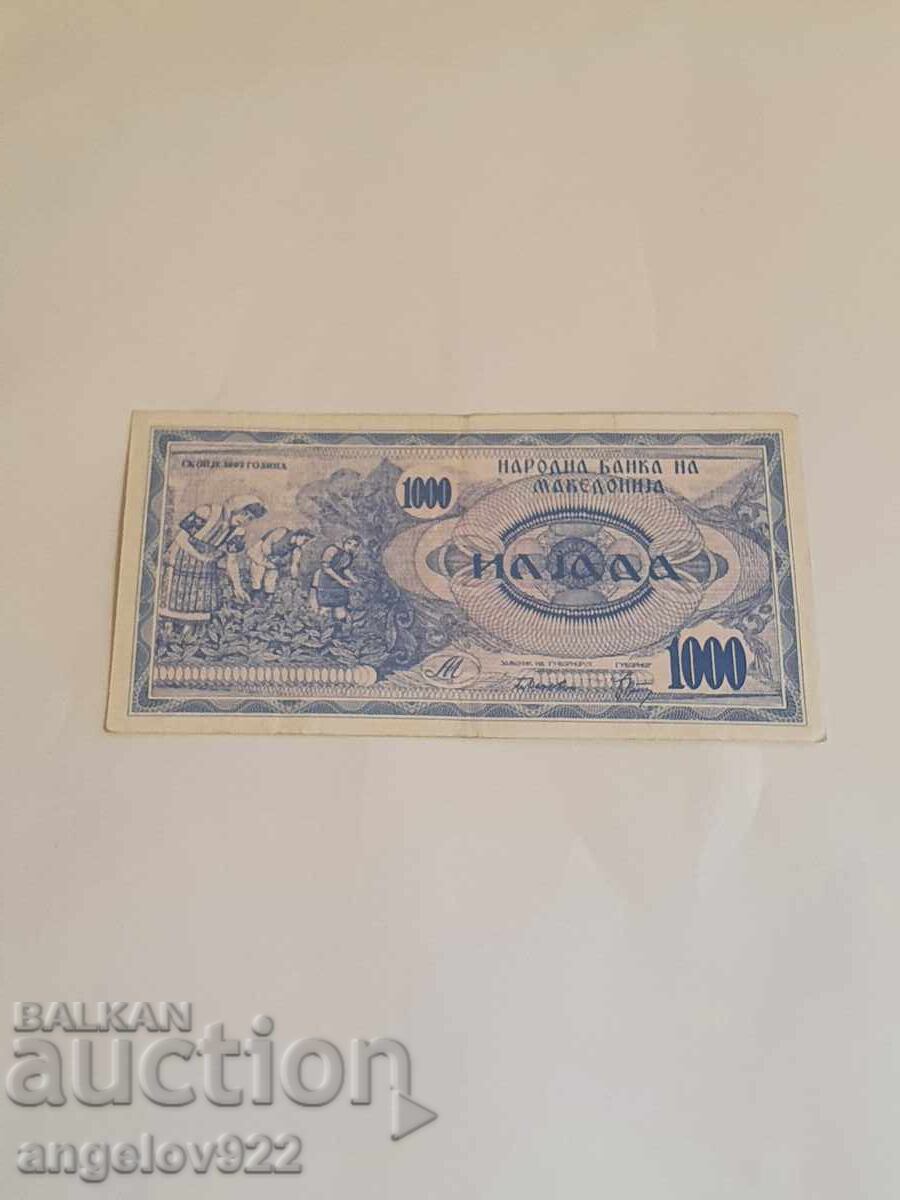 СКОПЈЕ 1992 ГОДИНА
НАРОДНА БАНКА НА
МАКЕДОНИЈА
1000
ИЛЈАДА
М
ЗАМЕНИК НА ГУВЕРНЕРОТ ГУВЕРНЕР
1000
BALKAN
auction
angelov922